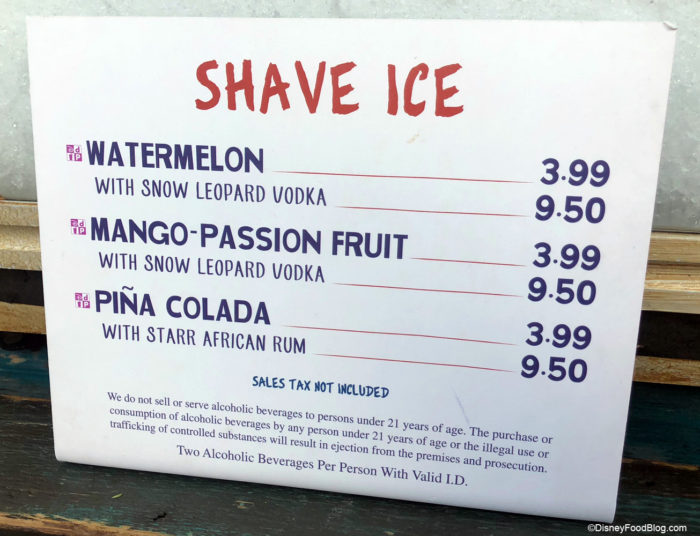 SHAVE ICE
WATERMELON 3.99
WITH SNOW LEOPARD VODKA 9.50
MANGO-PASSION FRUIT 3.99
WITH SNOW LEOPARD VODKA 9.50
PIÑA COLADA 3.99
WITH STARR AFRICAN RUM 9.50
SALES TAX NOT INCLUDED
We do not sell or serve alcoholic beverages to persons under 21 years of age. The purchase or
consumption of alcoholic beverages by any person under 21 years of age or the illegal use or
trafficking of controlled substances will result in ejection from the premises and prosecution.
Two Alcoholic Beverages Per Person With Valid I.D.
©DisneyFoodBlog.com